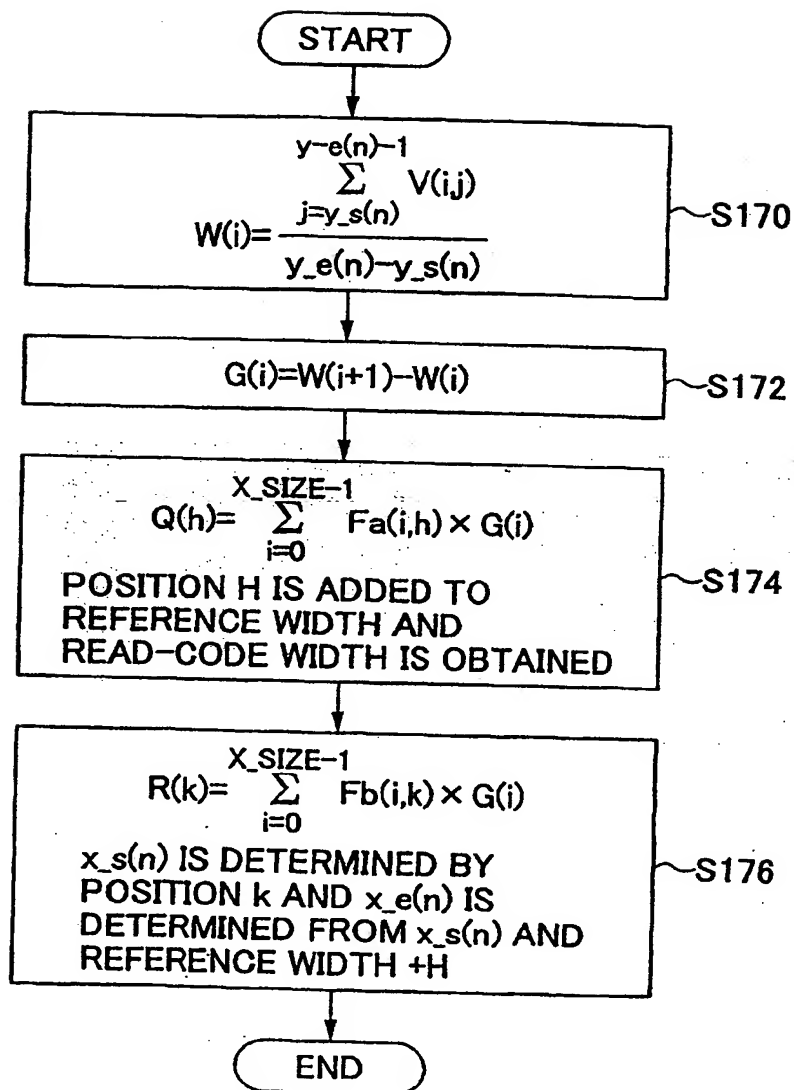 START
y-e(n)-1
Σ V(i,j)
j=y_s(n)
W(i)=
y_e(n)-y_s(n)
S170
G(i)=W(i+1)-W(i)
S172
X_SIZE-1
Q(h)= Σ Fa(i,h) × G(i)
i=0
POSITION H IS ADDED TO
REFERENCE WIDTH AND
READ-CODE WIDTH IS OBTAINED
S174
X_SIZE-1
R(k)= Σ Fb(i,k) × G(i)
i=0
x_s(n) IS DETERMINED BY
POSITION k AND x_e(n) IS
DETERMINED FROM x_s(n) AND
REFERENCE WIDTH +H
S176
END